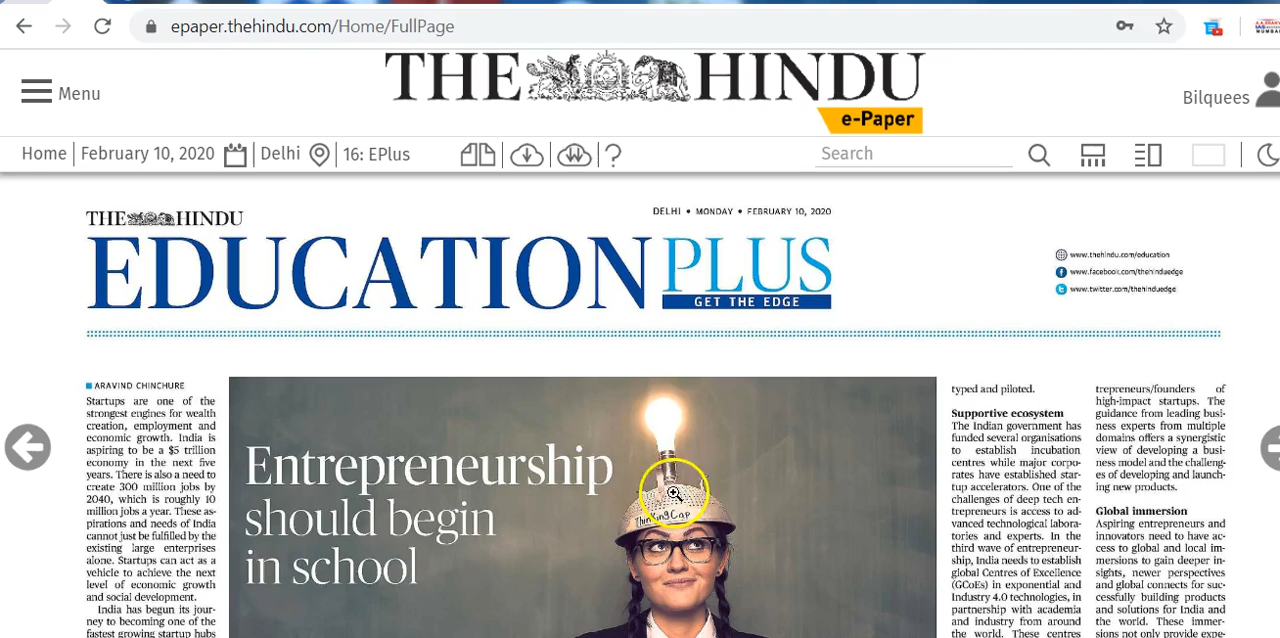 epaper.thehindu.com/Home/FullPage
Menu
THE HINDU
e-Paper
Bilquees
Home
February 10, 2020
Delhi
16: EPlus
?
Search
THE HINDU
DELHI • MONDAY • FEBRUARY 10, 2020
EDUCATION PLUS
GET THE EDGE
www.thehindu.com/education
www.facebook.com/thehinduedge
www.twitter.com/thehinduedge
ARAVIND CHINCHURE
Startups are one of the
strongest engines for wealth
creation, employment and
economic growth. India is
aspiring to be a $5 trillion
economy in the next five
years. There is also a need to
create 300 million jobs by
2040, which is roughly 10
million jobs a year. These as-
pirations and needs of India
cannot just be fulfilled by the
existing large enterprises
alone. Startups can act as a
vehicle to achieve the next
level of economic growth
and social development.
India has begun its jour-
ney to becoming one of the
fastest growing startup hubs
Entrepreneurship
should begin
in school
Thinking Cap
typed and piloted.
Supportive ecosystem
The Indian government has
funded several organisations
to establish incubation
centres while major corpo-
rates have established star-
tup accelerators. One of the
challenges of deep tech en-
trepreneurs is access to ad-
vanced technological labora-
tories and experts. In the
third wave of entrepreneur-
ship, India needs to establish
global Centres of Excellence
(GCoEs) in exponential and
Industry 4.0 technologies, in
partnership with academia
and industry from around
the world. These centres
trepreneurs/founders of
high-impact startups. The
guidance from leading busi-
ness experts from multiple
domains offers a synergistic
view of developing a busi-
ness model and the challeng-
es of developing and launch-
ing new products.
Global immersion
Aspiring entrepreneurs and
innovators need to have ac-
cess to global and local im-
mersions to gain deeper in-
sights, newer perspectives
and global connects for suc-
cessfully building products
and solutions for India and
the world. These immer-
sions not only provide expe-